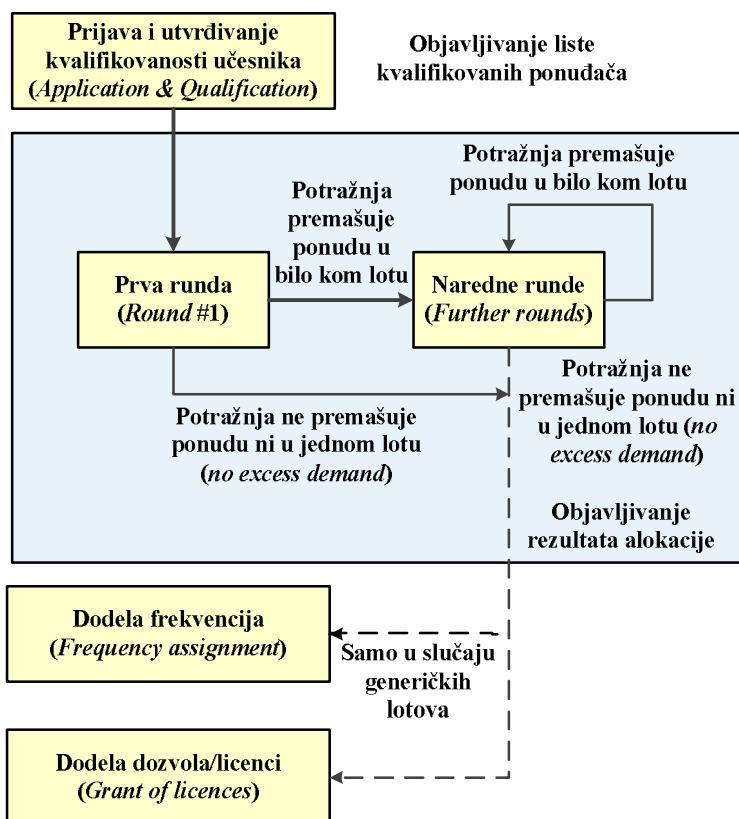 Prijava i utvrđivanje
kvalifikovanosti učesnika
(Application & Qualification)
Objavljivanje liste
kvalifikovanih ponuđača
Potražnja premašuje
ponudu u bilo kom lotu
Potražnja
premašuje
ponudu u
bilo kom lotu
Prva runda
(Round #1)
Naredne runde
(Further rounds)
Potražnja ne premašuje
ponudu ni u jednom lotu
(no excess demand)
Potražnja ne
premašuje ponudu ni
u jednom lotu (no
excess demand)
Objavljivanje
rezultata alokacije
Dodela frekvencija
(Frequency assignment)
Samo u slučaju
generičkih
lotova
Dodela dozvola/licenci
(Grant of licences)